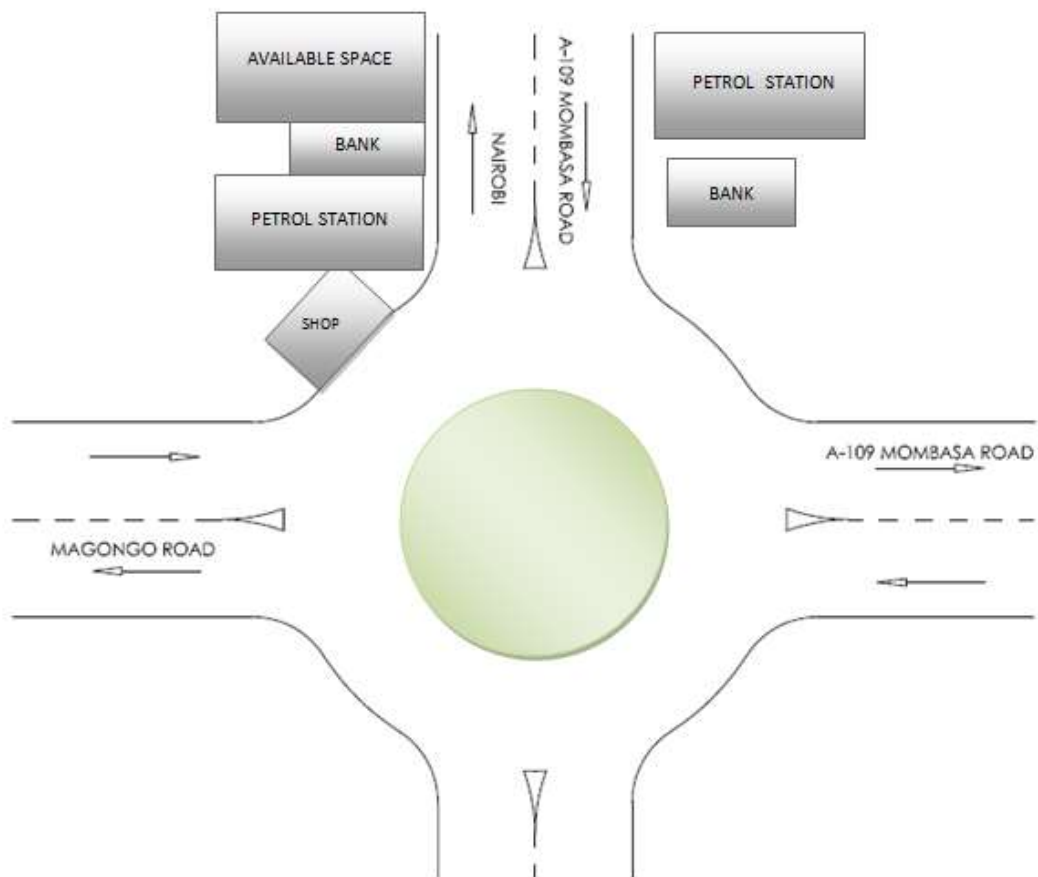 AVAILABLE SPACE
BANK
PETROL STATION
SHOP
NAIROBI
A-109 MOMBASA ROAD
PETROL STATION
BANK
A-109 MOMBASA ROAD
MAGONGO ROAD